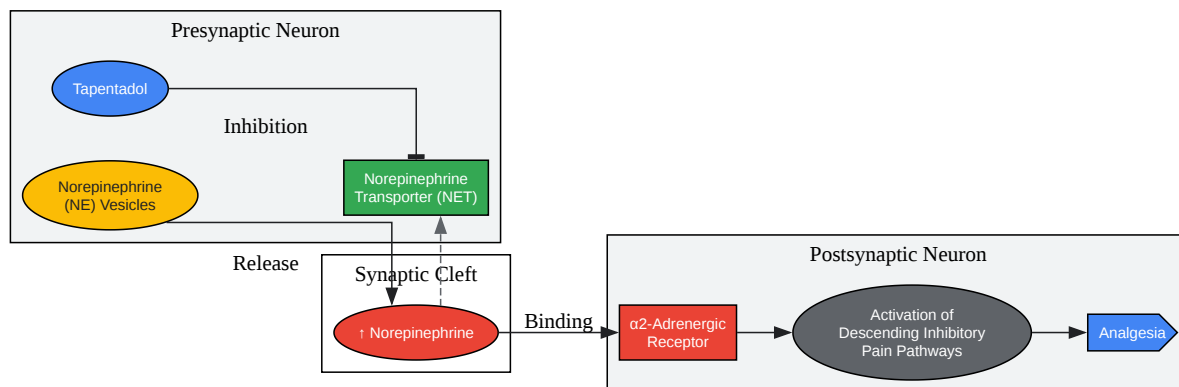 Presynaptic Neuron
Tapentadol
Inhibition
Norepinephrine
(NE) Vesicles
Norepinephrine
Transporter (NET)
Release
Synaptic Cleft
↑ Norepinephrine
Binding
Postsynaptic Neuron
α2-Adrenergic
Receptor
Activation of
Descending Inhibitory
Pain Pathways
Analgesia